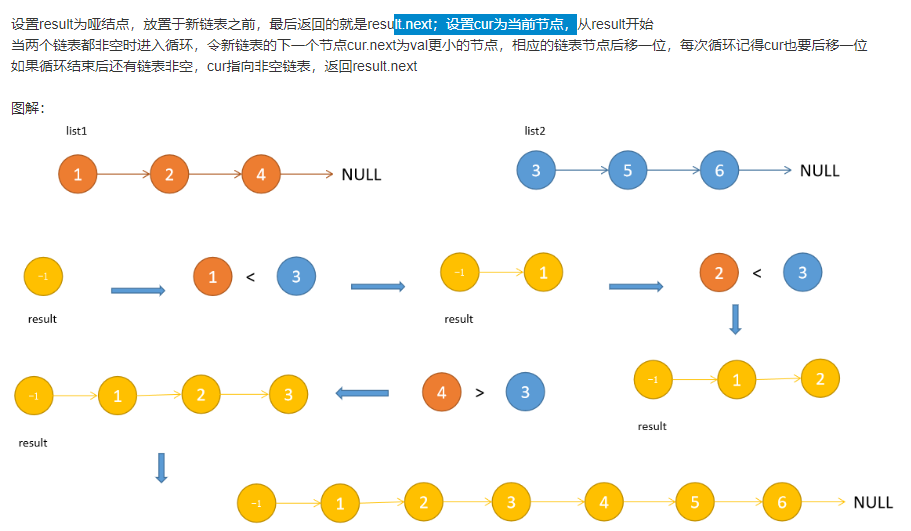 设置result为哑结点，放置于新链表之前，最后返回的就是result.next；设置cur为当前节点，从result开始
当两个链表都非空时进入循环，令新链表的下一个节点cur.next为val更小的节点，相应的链表节点后移一位，每次循环记得cur也要后移一位
如果循环结束后还有链表非空，cur指向非空链表，返回result.next
图解：
list1 list2
1 2 4 NULL 3 5 6 NULL
-1 1 < 3 -1 1 2 < 3
result result
-1 1 2 3 4 > 3 -1 1 2
result result
-1 1 2 3 4 5 6 NULL